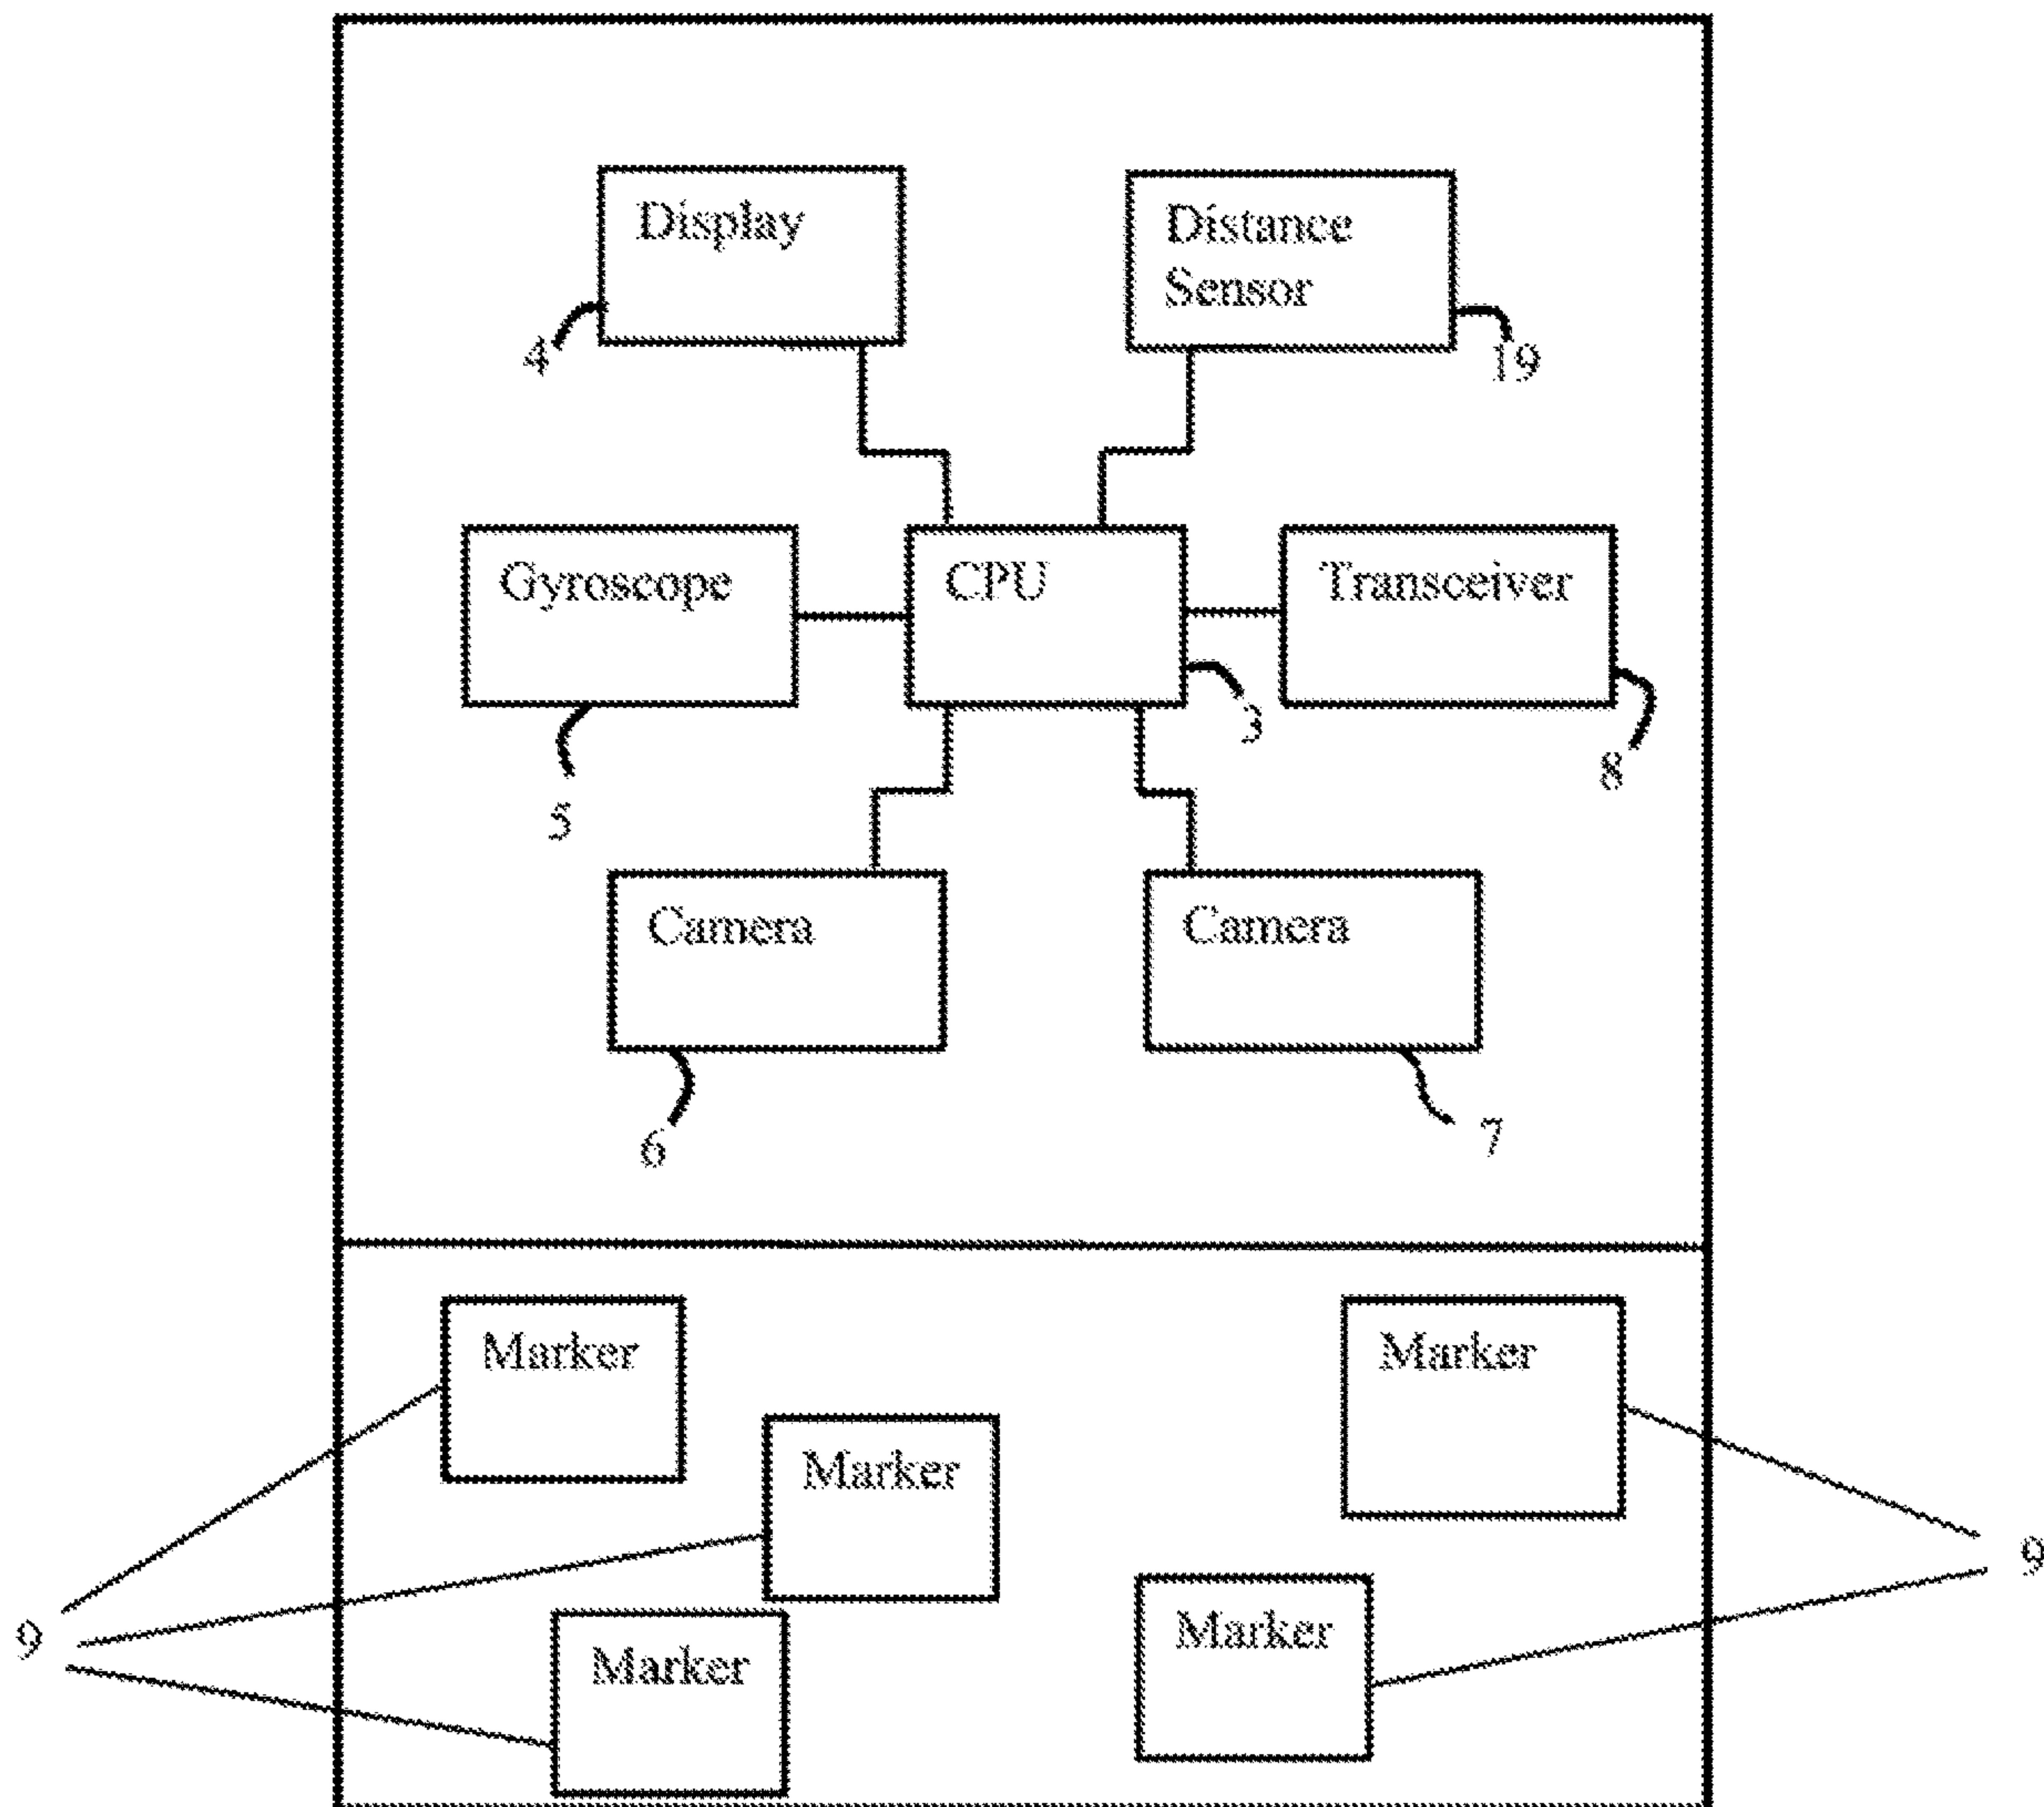 Display
Distance
Sensor
4
19
Gyroscope
CPU
Transceiver
3
8
5
Camera
Camera
6
7
Marker
Marker
Marker
9
Marker
9
Marker